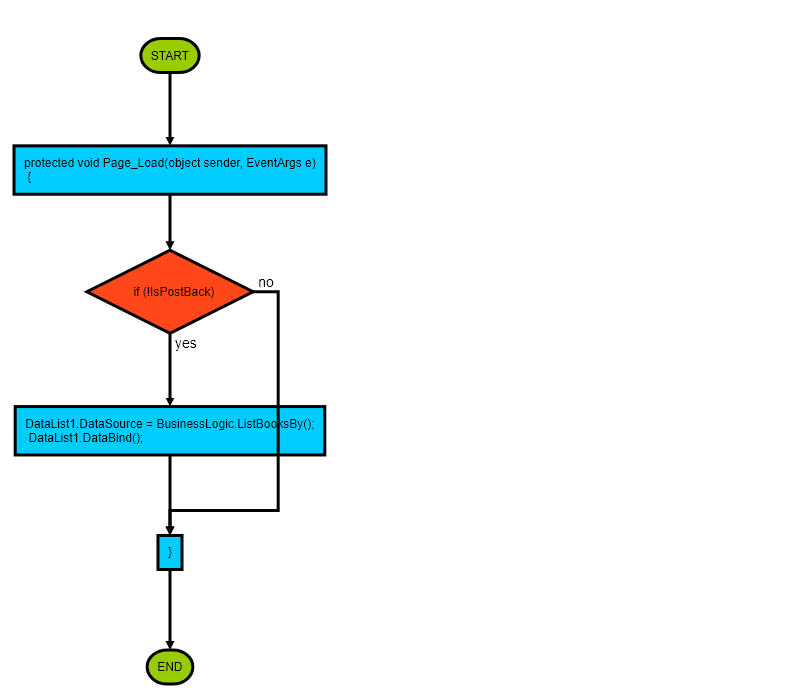 START
protected void Page_Load(object sender, EventArgs e)
{
if (!IsPostBack)
no
yes
DataList1.DataSource = BusinessLogic.ListBooksBy();
DataList1.DataBind();
}
END